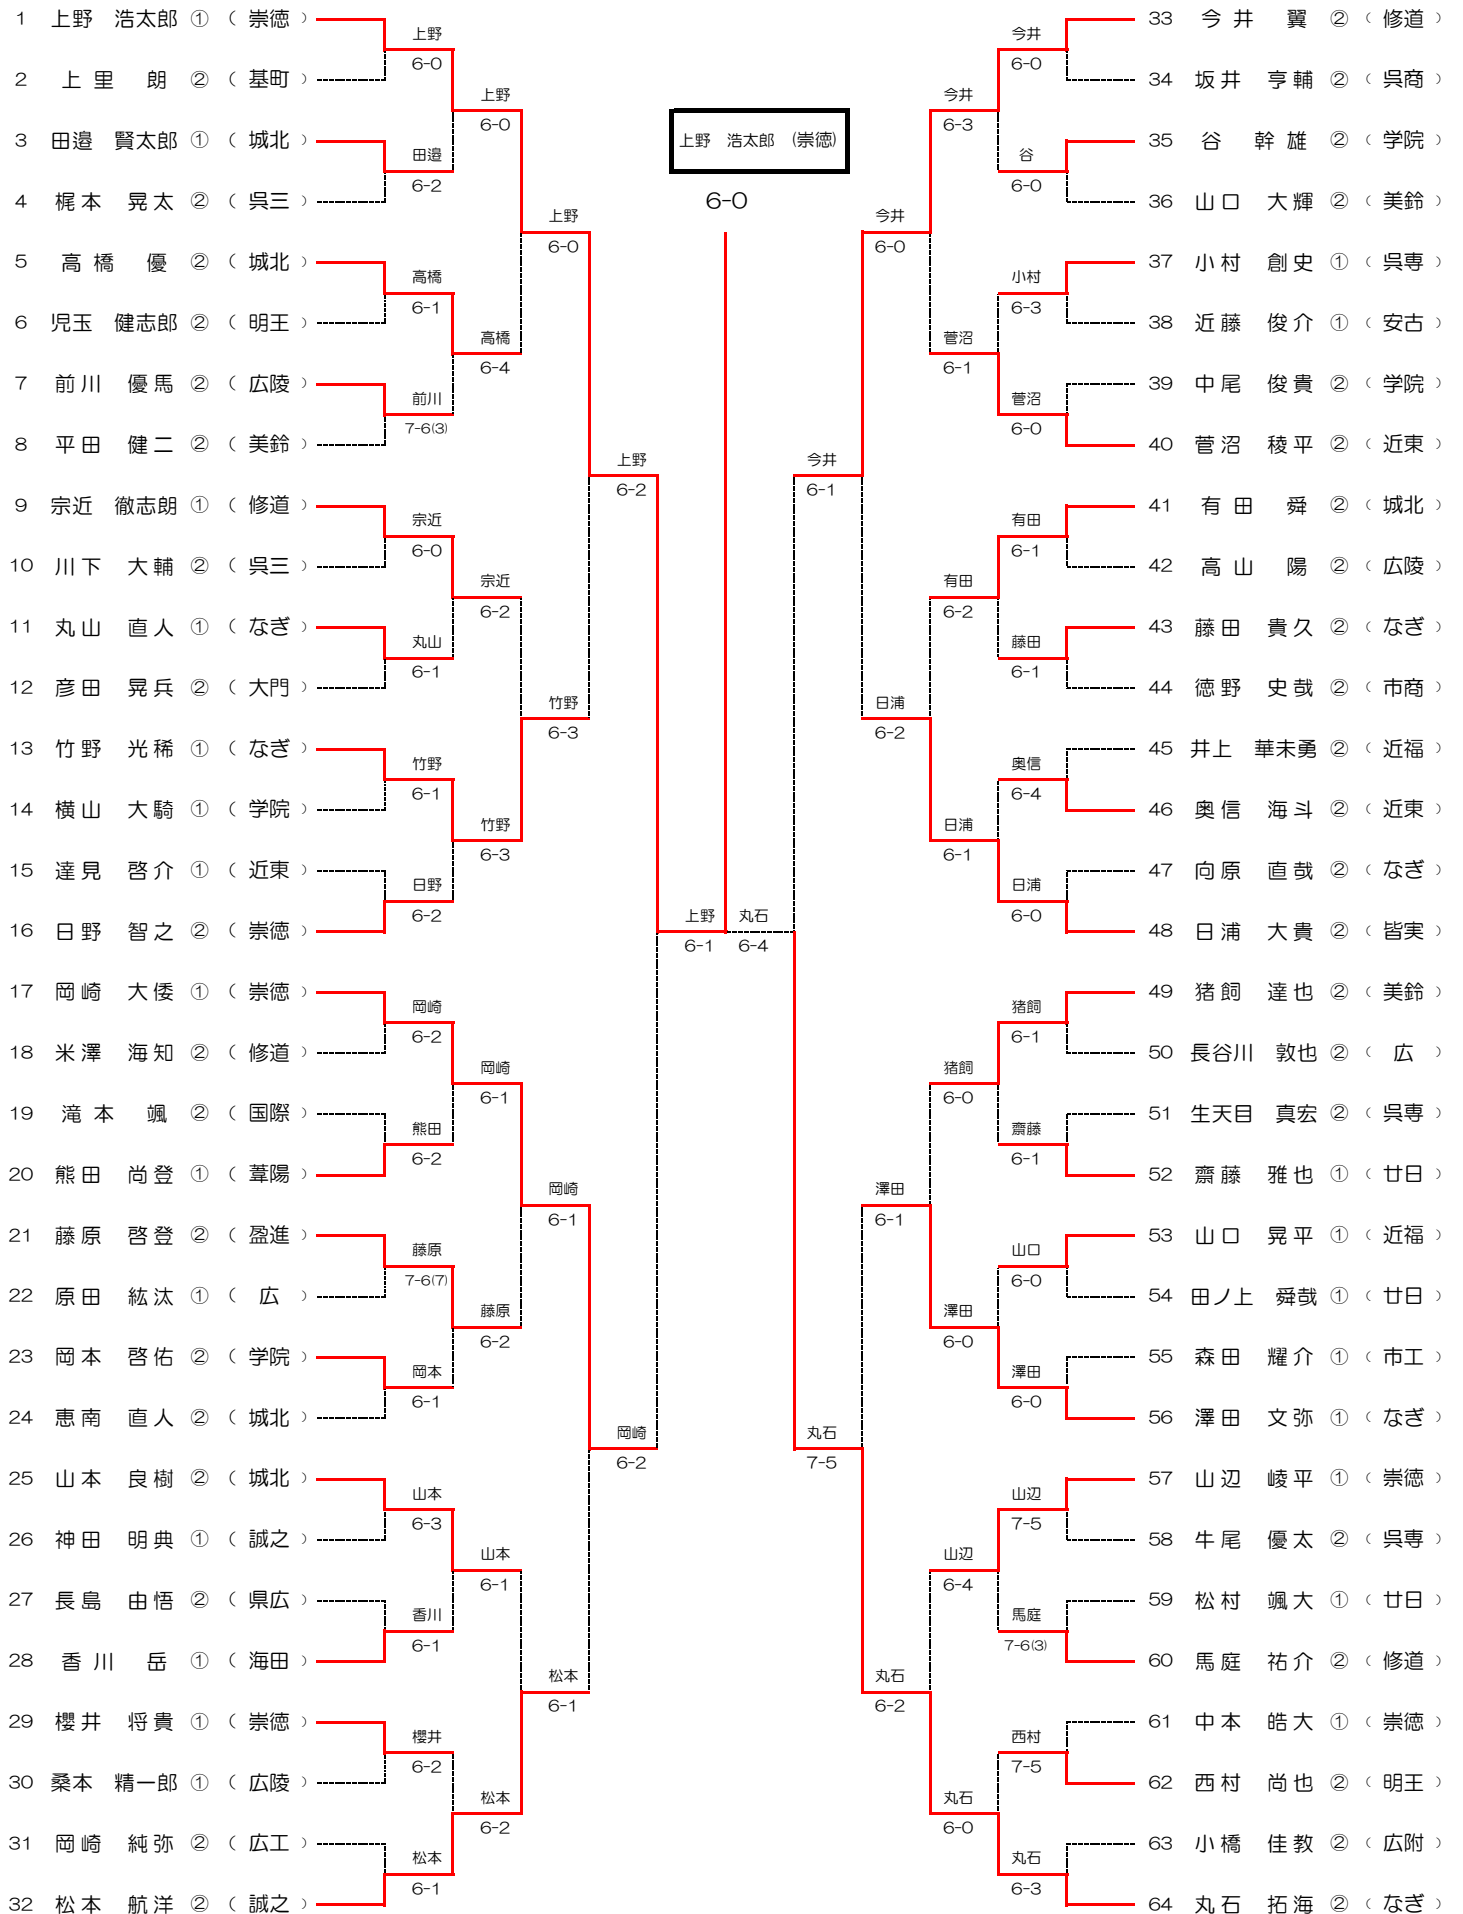 上野 浩太郎 (崇徳)
6-0
1 上野 浩太郎 ① ( 崇徳 )
2 上里 朗 ② ( 基町 )
3 田邉 賢太郎 ① ( 城北 )
4 梶本 晃太 ② ( 呉三 )
5 高橋 優 ② ( 城北 )
6 児玉 健志郎 ② ( 明王 )
7 前川 優馬 ② ( 広陵 )
8 平田 健二 ② ( 美鈴 )
9 宗近 徹志朗 ① ( 修道 )
10 川下 大輔 ② ( 呉三 )
11 丸山 直人 ① ( なぎ )
12 彦田 晃兵 ② ( 大門 )
13 竹野 光稀 ① ( なぎ )
14 横山 大騎 ① ( 学院 )
15 達見 啓介 ① ( 近東 )
16 日野 智之 ② ( 崇徳 )
17 岡崎 大倭 ① ( 崇徳 )
18 米澤 海知 ② ( 修道 )
19 滝本 颯 ② ( 国際 )
20 熊田 尚登 ① ( 葦陽 )
21 藤原 啓登 ② ( 盈進 )
22 原田 紘汰 ① ( 広 )
23 岡本 啓佑 ② ( 学院 )
24 恵南 直人 ② ( 城北 )
25 山本 良樹 ② ( 城北 )
26 神田 明典 ① ( 誠之 )
27 長島 由悟 ② ( 県広 )
28 香川 岳 ① ( 海田 )
29 櫻井 将貴 ① ( 崇徳 )
30 桑本 精一郎 ① ( 広陵 )
31 岡崎 純弥 ② ( 広工 )
32 松本 航洋 ② ( 誠之 )
上野
6-0
田邉
6-2
高橋
6-1
前川
7-6(3)
宗近
6-0
丸山
6-1
竹野
6-1
日野
6-2
岡崎
6-2
熊田
6-2
藤原
7-6(7)
岡本
6-1
山本
6-3
香川
6-1
櫻井
6-2
松本
6-1
上野
6-0
高橋
6-4
宗近
6-2
竹野
6-3
岡崎
6-1
藤原
6-2
山本
6-1
松本
6-2
上野
6-0
竹野
6-3
岡崎
6-1
松本
6-1
上野
6-2
岡崎
6-2
上野
6-1
丸石
6-4
今井
6-1
丸石
7-5
今井
6-0
日浦
6-2
澤田
6-1
丸石
6-2
今井
6-3
菅沼
6-1
有田
6-2
日浦
6-1
猪飼
6-0
澤田
6-0
山辺
6-4
丸石
6-0
今井
6-0
谷
6-0
小村
6-3
菅沼
6-0
有田
6-1
藤田
6-1
奥信
6-4
日浦
6-0
猪飼
6-1
齋藤
6-1
山口
6-0
澤田
6-0
山辺
7-5
馬庭
7-6(3)
西村
7-5
丸石
6-3
33 今井 翼 ② ( 修道 )
34 坂井 亨輔 ② ( 呉商 )
35 谷 幹雄 ② ( 学院 )
36 山口 大輝 ② ( 美鈴 )
37 小村 創史 ① ( 呉専 )
38 近藤 俊介 ① ( 安古 )
39 中尾 俊貴 ② ( 学院 )
40 菅沼 稜平 ② ( 近東 )
41 有田 舜 ② ( 城北 )
42 高山 陽 ② ( 広陵 )
43 藤田 貴久 ② ( なぎ )
44 徳野 史哉 ② ( 市商 )
45 井上 華未勇 ② ( 近福 )
46 奥信 海斗 ② ( 近東 )
47 向原 直哉 ② ( なぎ )
48 日浦 大貴 ② ( 皆実 )
49 猪飼 達也 ② ( 美鈴 )
50 長谷川 敦也 ② ( 広 )
51 生天目 真宏 ② ( 呉専 )
52 齋藤 雅也 ① ( 廿日 )
53 山口 晃平 ① ( 近福 )
54 田ノ上 舜哉 ① ( 廿日 )
55 森田 耀介 ① ( 市工 )
56 澤田 文弥 ① ( なぎ )
57 山辺 崚平 ① ( 崇徳 )
58 牛尾 優太 ② ( 呉専 )
59 松村 颯大 ① ( 廿日 )
60 馬庭 祐介 ② ( 修道 )
61 中本 皓大 ① ( 崇徳 )
62 西村 尚也 ② ( 明王 )
63 小橋 佳教 ② ( 広附 )
64 丸石 拓海 ② ( なぎ )